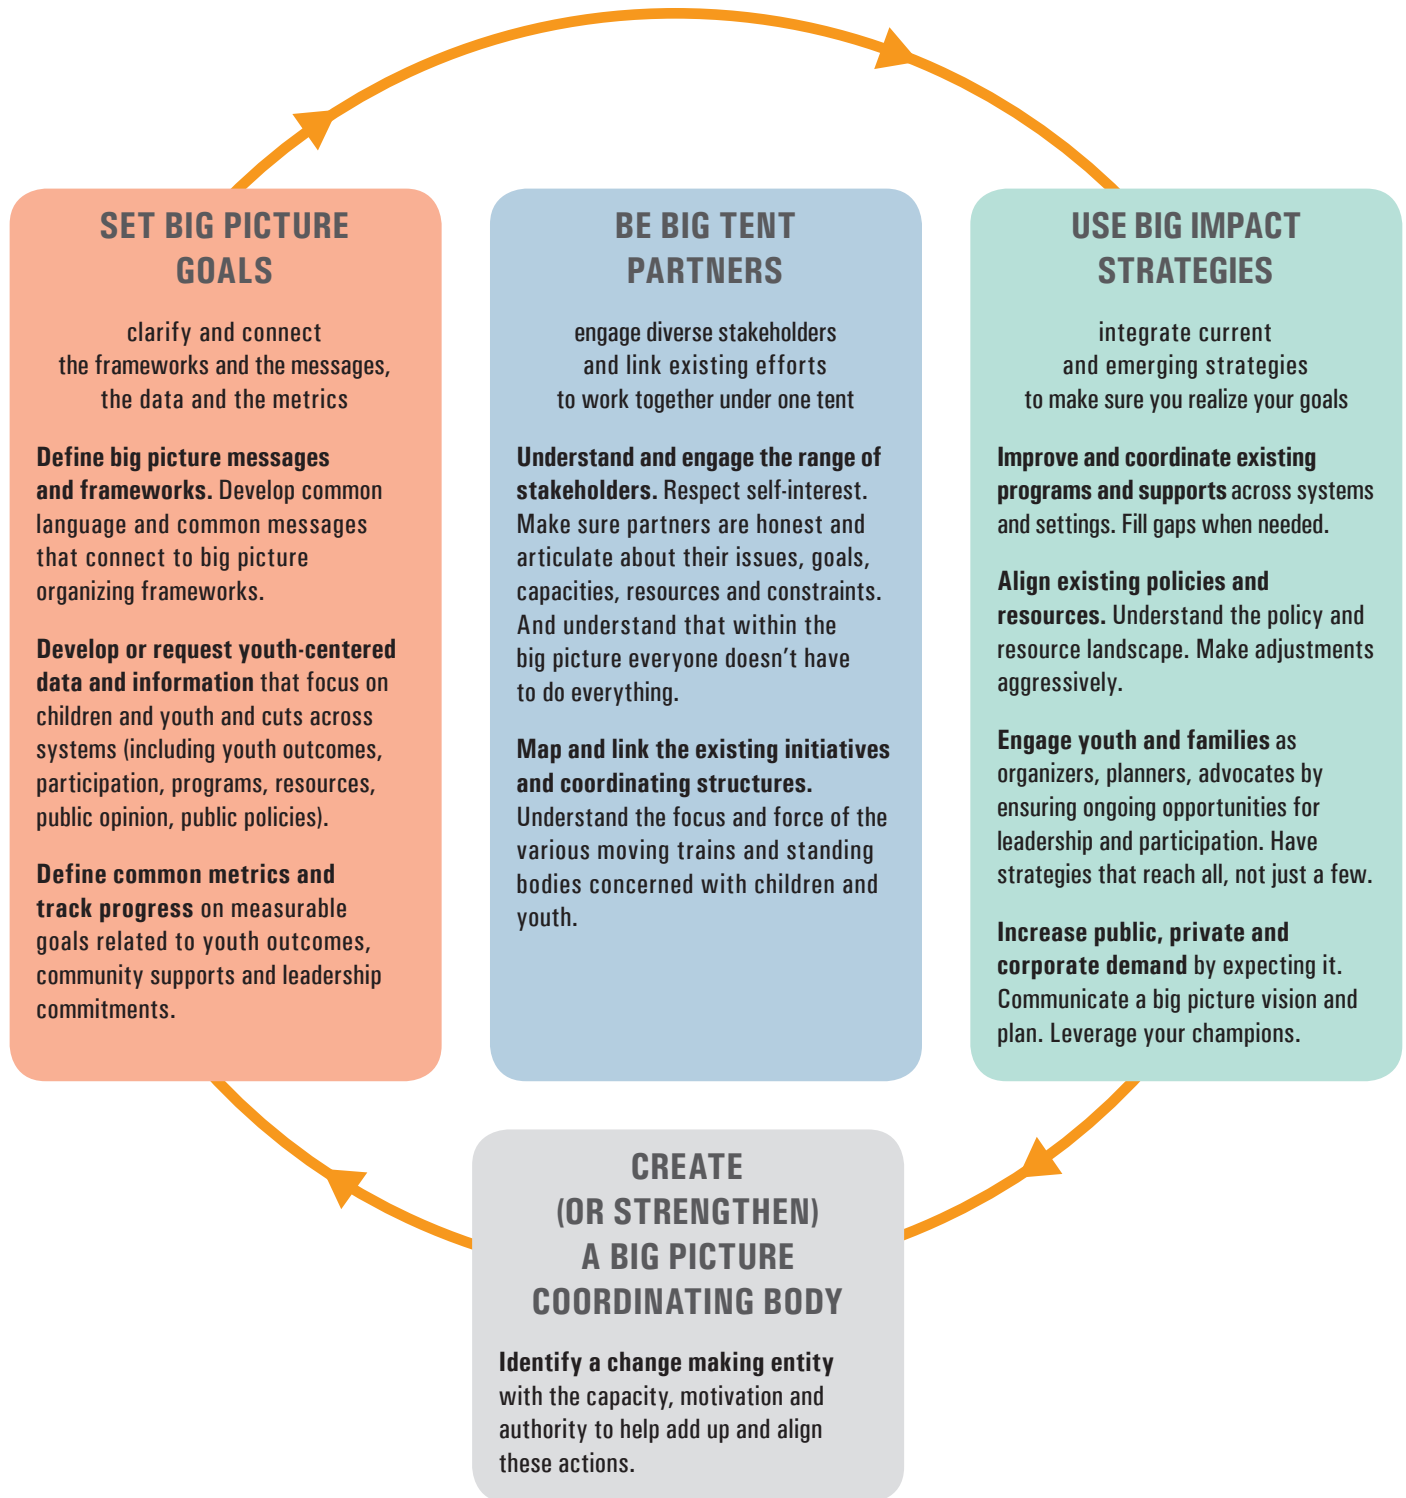 SET BIG PICTURE
GOALS
clarify and connect
the frameworks and the messages,
the data and the metrics
Define big picture messages
and frameworks. Develop common
language and common messages
that connect to big picture
organizing frameworks.
Develop or request youth-centered
data and information that focus on
children and youth and cuts across
systems (including youth outcomes,
participation, programs, resources,
public opinion, public policies).
Define common metrics and
track progress on measurable
goals related to youth outcomes,
community supports and leadership
commitments.
BE BIG TENT
PARTNERS
engage diverse stakeholders
and link existing efforts
to work together under one tent
Understand and engage the range of
stakeholders. Respect self-interest.
Make sure partners are honest and
articulate about their issues, goals,
capacities, resources and constraints.
And understand that within the
big picture everyone doesn’t have
to do everything.
Map and link the existing initiatives
and coordinating structures.
Understand the focus and force of the
various moving trains and standing
bodies concerned with children and
youth.
USE BIG IMPACT
STRATEGIES
integrate current
and emerging strategies
to make sure you realize your goals
Improve and coordinate existing
programs and supports across systems
and settings. Fill gaps when needed.
Align existing policies and
resources. Understand the policy and
resource landscape. Make adjustments
aggressively.
Engage youth and families as
organizers, planners, advocates by
ensuring ongoing opportunities for
leadership and participation. Have
strategies that reach all, not just a few.
Increase public, private and
corporate demand by expecting it.
Communicate a big picture vision and
plan. Leverage your champions.
CREATE
(OR STRENGTHEN)
A BIG PICTURE
COORDINATING BODY
Identify a change making entity
with the capacity, motivation and
authority to help add up and align
these actions.